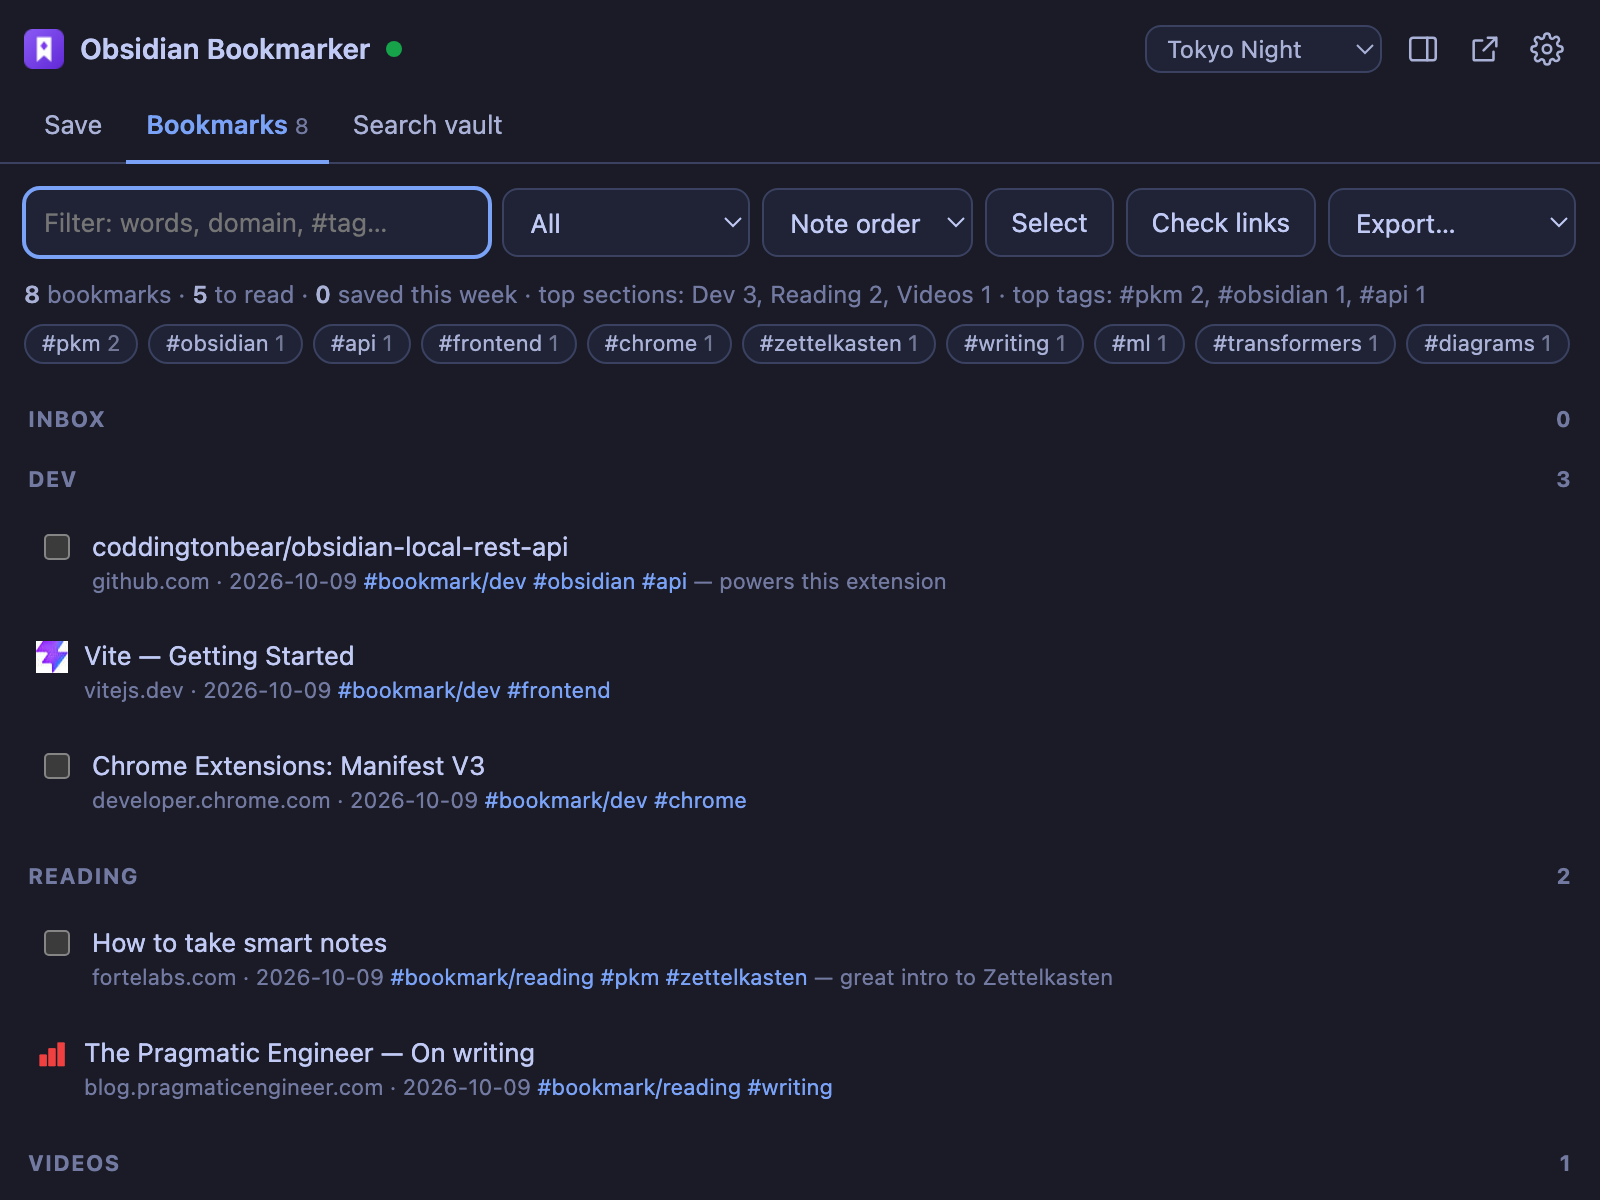 Obsidian Bookmarker
Tokyo Night
Save
Bookmarks 8
Search vault
Filter: words, domain, #tag...
All
Note order
Select
Check links
Export...
8 bookmarks · 5 to read · 0 saved this week · top sections: Dev 3, Reading 2, Videos 1 · top tags: #pkm 2, #obsidian 1, #api 1
#pkm 2
#obsidian 1
#api 1
#frontend 1
#chrome 1
#zettelkasten 1
#writing 1
#ml 1
#transformers 1
#diagrams 1
INBOX 0
DEV 3
coddingtonbear/obsidian-local-rest-api
github.com · 2026-10-09 #bookmark/dev #obsidian #api — powers this extension
Vite — Getting Started
vitejs.dev · 2026-10-09 #bookmark/dev #frontend
Chrome Extensions: Manifest V3
developer.chrome.com · 2026-10-09 #bookmark/dev #chrome
READING 2
How to take smart notes
fortelabs.com · 2026-10-09 #bookmark/reading #pkm #zettelkasten — great intro to Zettelkasten
The Pragmatic Engineer — On writing
blog.pragmaticengineer.com · 2026-10-09 #bookmark/reading #writing
VIDEOS 1